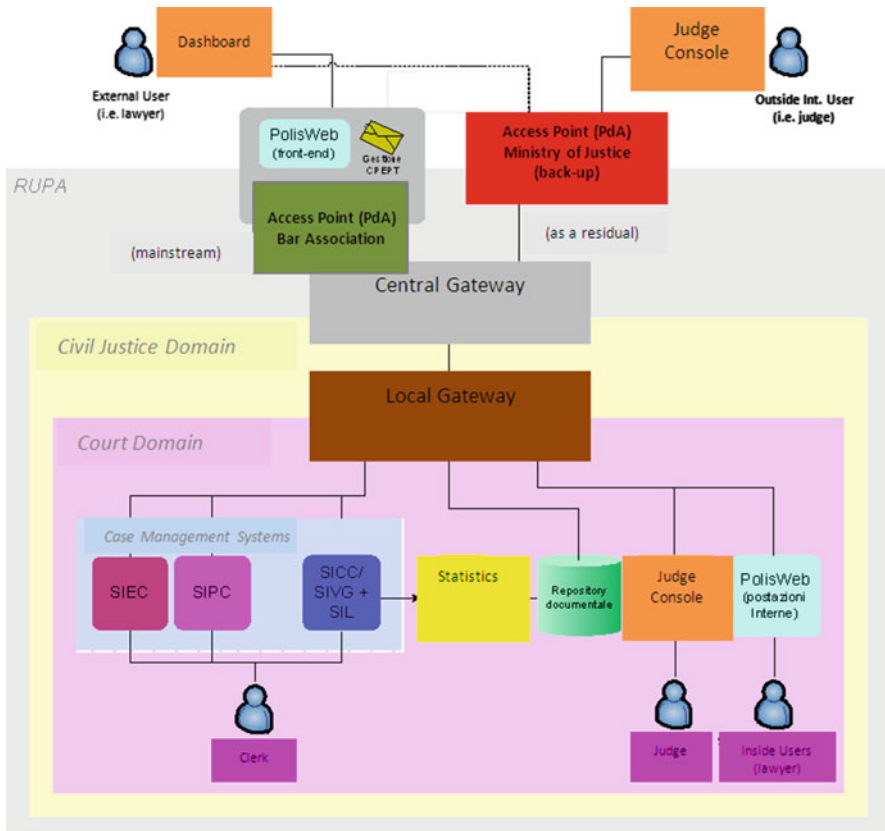 Dashboard
Judge
Console
External User
(i.e. lawyer)
Outside Int. User
(i.e. judge)
PolisWeb
(front-end)
Gestione
CPEPT
Access Point (PdA)
Ministry of Justice
(back-up)
RUPA
Access Point (PdA)
Bar Association
(mainstream)
(as a residual)
Central Gateway
Civil Justice Domain
Local Gateway
Court Domain
Case Management Systems
SIEC
SIPC
SICC/
SIVG +
SIL
Statistics
Repository
documentale
Judge
Console
PolisWeb
(postazioni
Interne)
Clerk
Judge
Inside Users
(lawyer)